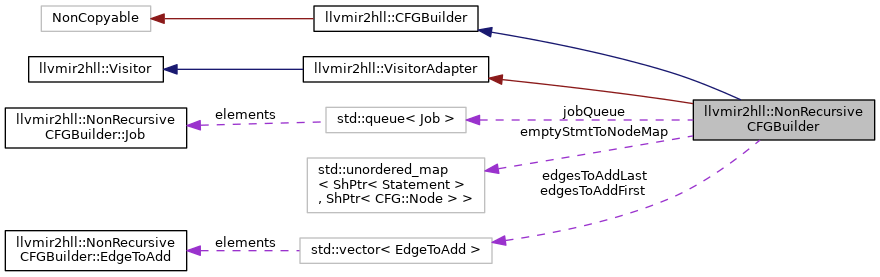 NonCopyable
llvmir2hll::CFGBuilder
llvmir2hll::Visitor
llvmir2hll::VisitorAdapter
llvmir2hll::NonRecursive
CFGBuilder
llvmir2hll::NonRecursive
CFGBuilder::Job
elements
std::queue< Job >
jobQueue
emptyStmtToNodeMap
std::unordered_map
< ShPtr< Statement >
, ShPtr< CFG::Node > >
edgesToAddLast
edgesToAddFirst
llvmir2hll::NonRecursive
CFGBuilder::EdgeToAdd
elements
std::vector< EdgeToAdd >